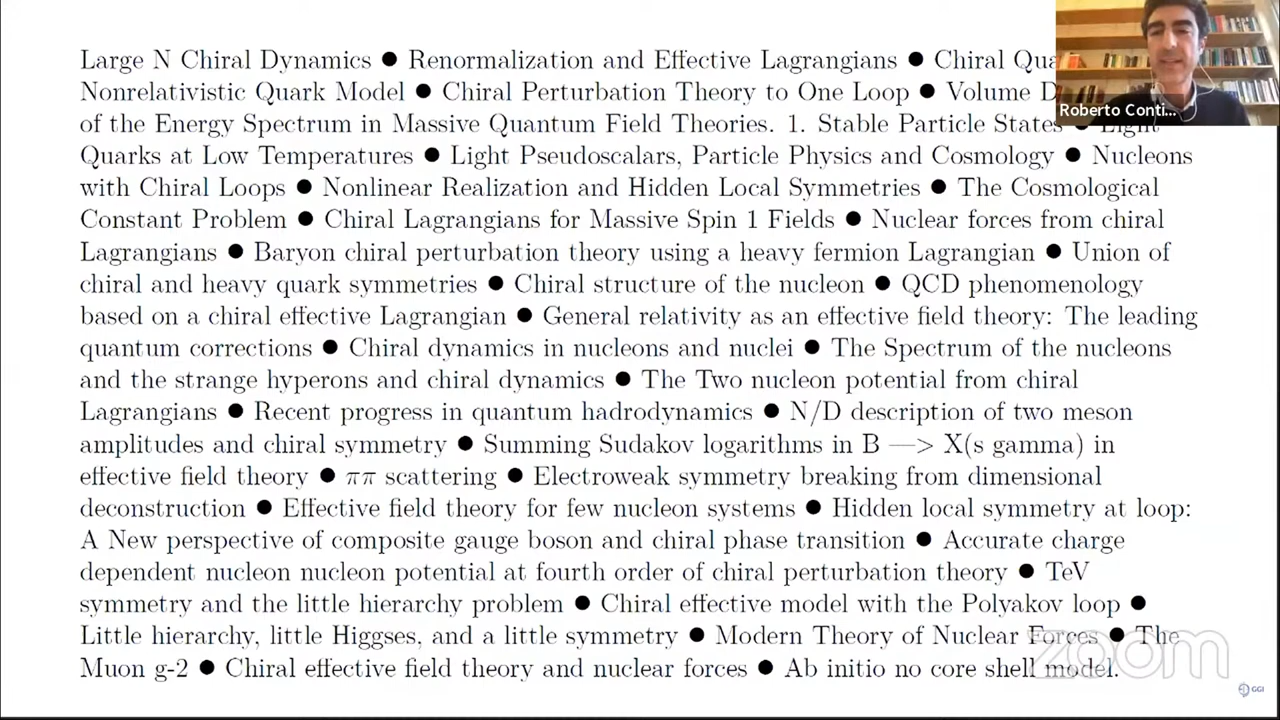 Large N Chiral Dynamics ● Renormalization and Effective Lagrangians ● Chiral
Nonrelativistic Quark Model ● Chiral Perturbation Theory to One Loop ● Volume
of the Energy Spectrum in Massive Quantum Field Theories. 1. Stable Particle States ● Light
Quarks at Low Temperatures ● Light Pseudoscalars, Particle Physics and Cosmology ● Nucleons
with Chiral Loops ● Nonlinear Realization and Hidden Local Symmetries ● The Cosmological
Constant Problem ● Chiral Lagrangians for Massive Spin 1 Fields ● Nuclear forces from chiral
Lagrangians ● Baryon chiral perturbation theory using a heavy fermion Lagrangian ● Union of
chiral and heavy quark symmetries ● Chiral structure of the nucleon ● QCD phenomenology
based on a chiral effective Lagrangian ● General relativity as an effective field theory: The leading
quantum corrections ● Chiral dynamics in nucleons and nuclei ● The Spectrum of the nucleons
and the strange hyperons and chiral dynamics ● The Two nucleon potential from chiral
Lagrangians ● Recent progress in quantum hadrodynamics ● N/D description of two meson
amplitudes and chiral symmetry ● Summing Sudakov logarithms in B —> X(s gamma) in
effective field theory ● ππ scattering ● Electroweak symmetry breaking from dimensional
deconstruction ● Effective field theory for few nucleon systems ● Hidden local symmetry at loop:
A New perspective of composite gauge boson and chiral phase transition ● Accurate charge
dependent nucleon nucleon potential at fourth order of chiral perturbation theory ● TeV
symmetry and the little hierarchy problem ● Chiral effective model with the Polyakov loop ●
Little hierarchy, little Higgses, and a little symmetry ● Modern Theory of Nuclear Forces ● The
Muon g-2 ● Chiral effective field theory and nuclear forces ● Ab initio no core shell model.
Roberto Conti...
zoom
GGI